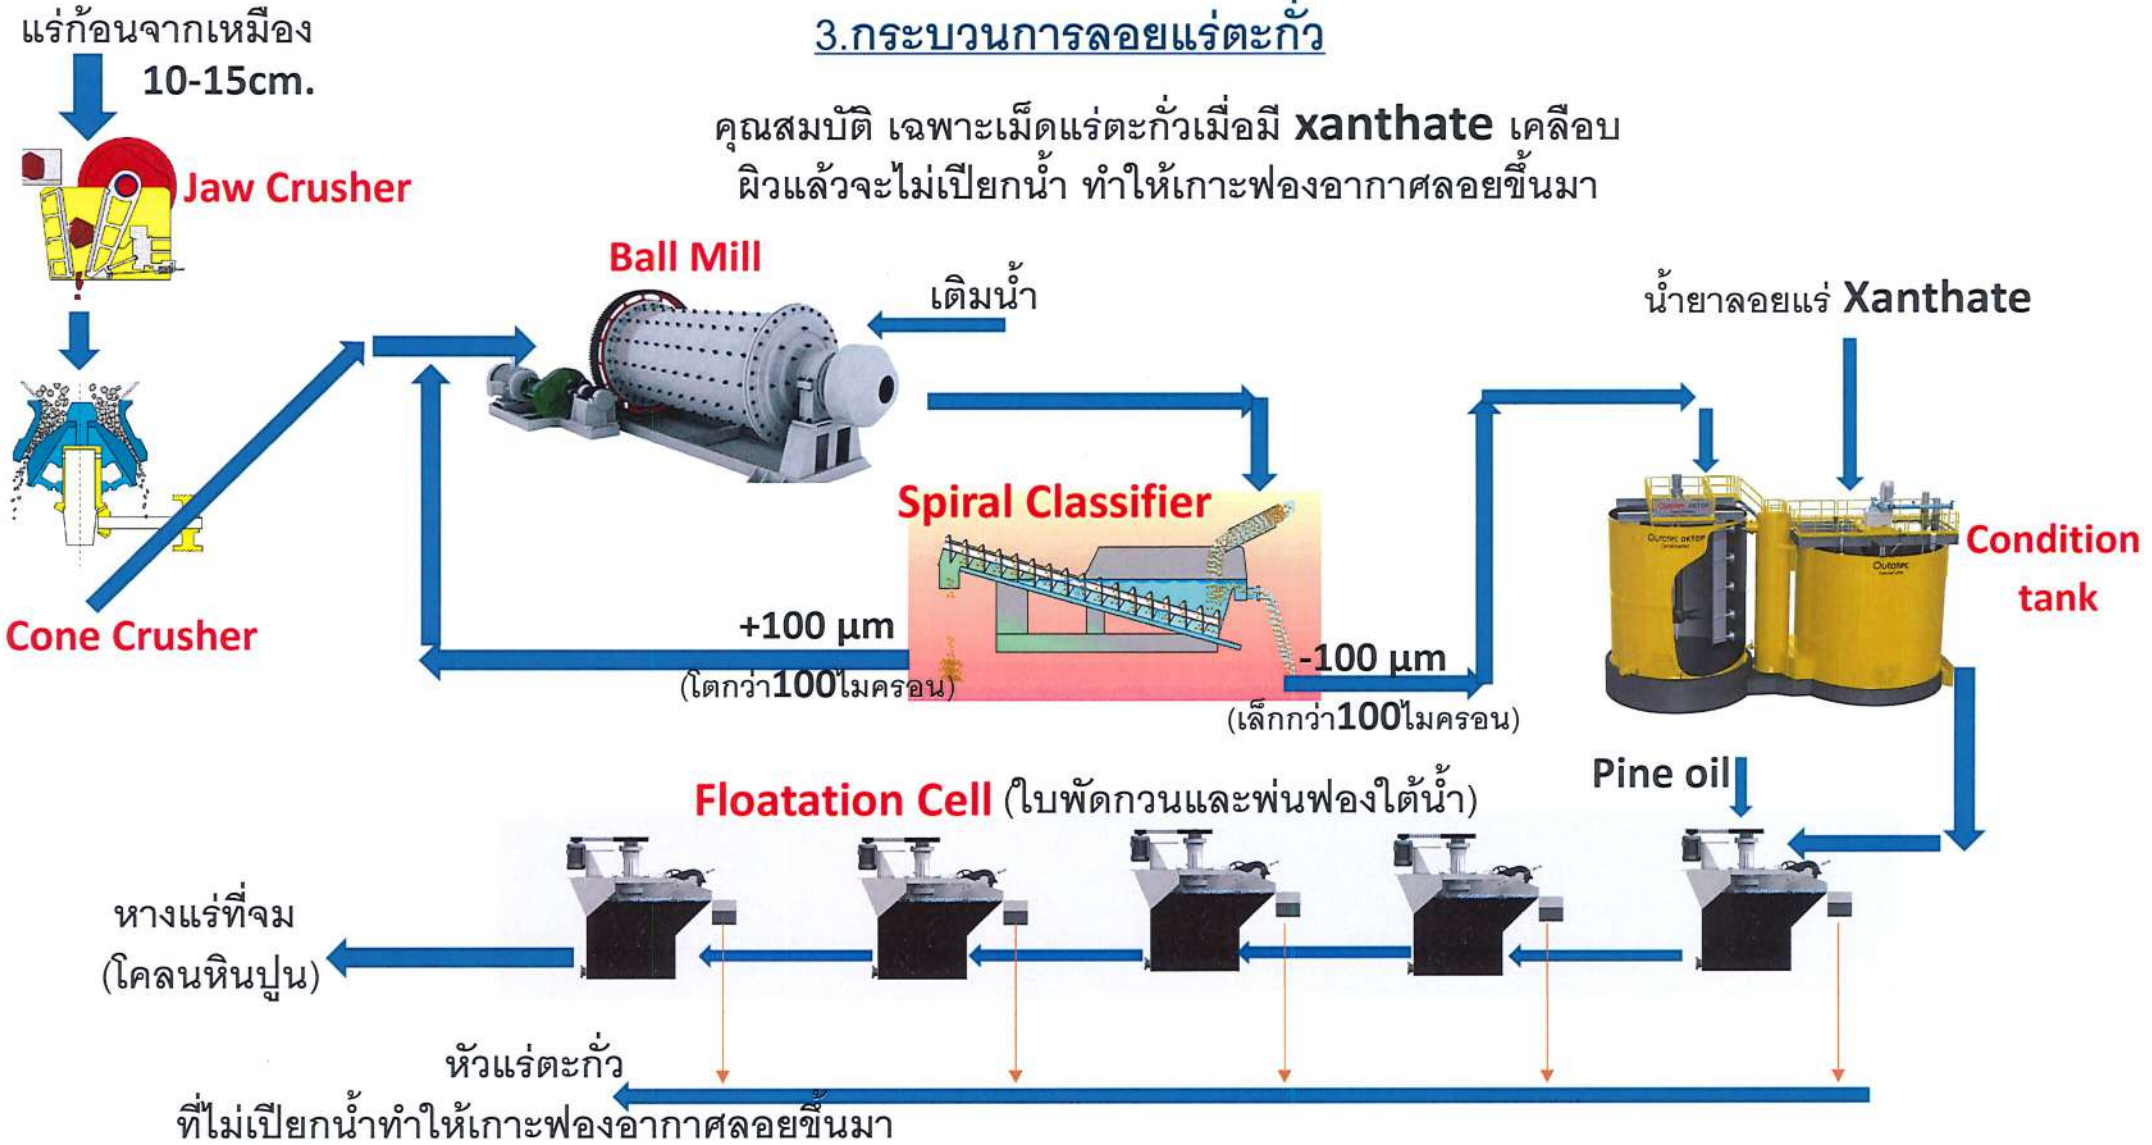 3.กระบวนการลอยแร่ตะกั่ว
แร่ก้อนจากเหมือง
10-15cm.
คุณสมบัติ เฉพาะเม็ดแร่ตะกั่วเมื่อมี xanthate เคลือบ
ผิวแล้วจะไม่เปียกน้ำ ทำให้เกาะฟองอากาศลอยขึ้นมา
Jaw Crusher
Ball Mill
เติมน้ำ
น้ำยาลอยแร่ Xanthate
Spiral Classifier
Outotec OKTOP
Outotec
Condition
tank
Cone Crusher
+100 µm
(โตกว่า100ไมครอน)
-100 µm
(เล็กกว่า100ไมครอน)
Pine oil
Floatation Cell (ใบพัดกวนและพ่นฟองใต้น้ำ)
หางแร่ที่จม
(โคลนหินปูน)
หัวแร่ตะกั่ว
ที่ไม่เปียกน้ำทำให้เกาะฟองอากาศลอยขึ้นมา